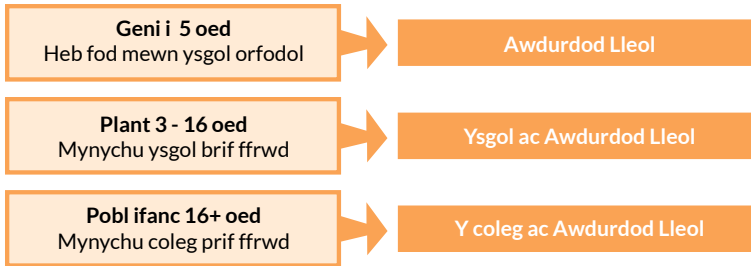 Geni i 5 oed
Heb fod mewn ysgol orfodol
Awdurdod Lleol
Plant 3 - 16 oed
Mynychu ysgol brif ffrwd
Ysgol ac Awdurdod Lleol
Pobl ifanc 16+ oed
Mynychu coleg prif ffrwd
Y coleg ac Awdurdod Lleol